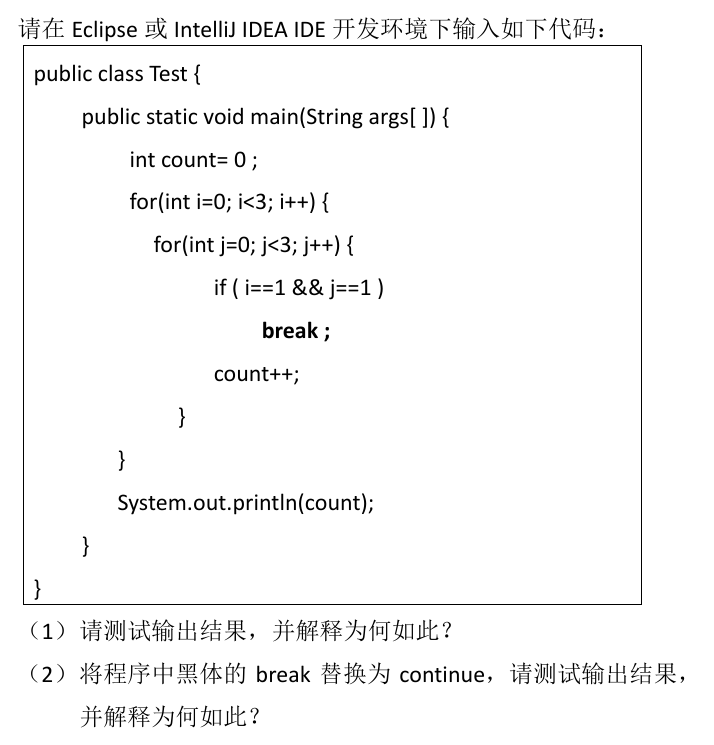 请在 Eclipse 或 IntelliJ IDEA IDE 开发环境下输入如下代码：
public class Test {
public static void main(String args[ ]) {
int count= 0 ;
for(int i=0; i<3; i++) {
for(int j=0; j<3; j++) {
if ( i==1 && j==1 )
break ;
count++;
}
}
System.out.println(count);
}
}
（1）请测试输出结果，并解释为何如此？
（2）将程序中黑体的 break 替换为 continue，请测试输出结果，
并解释为何如此？